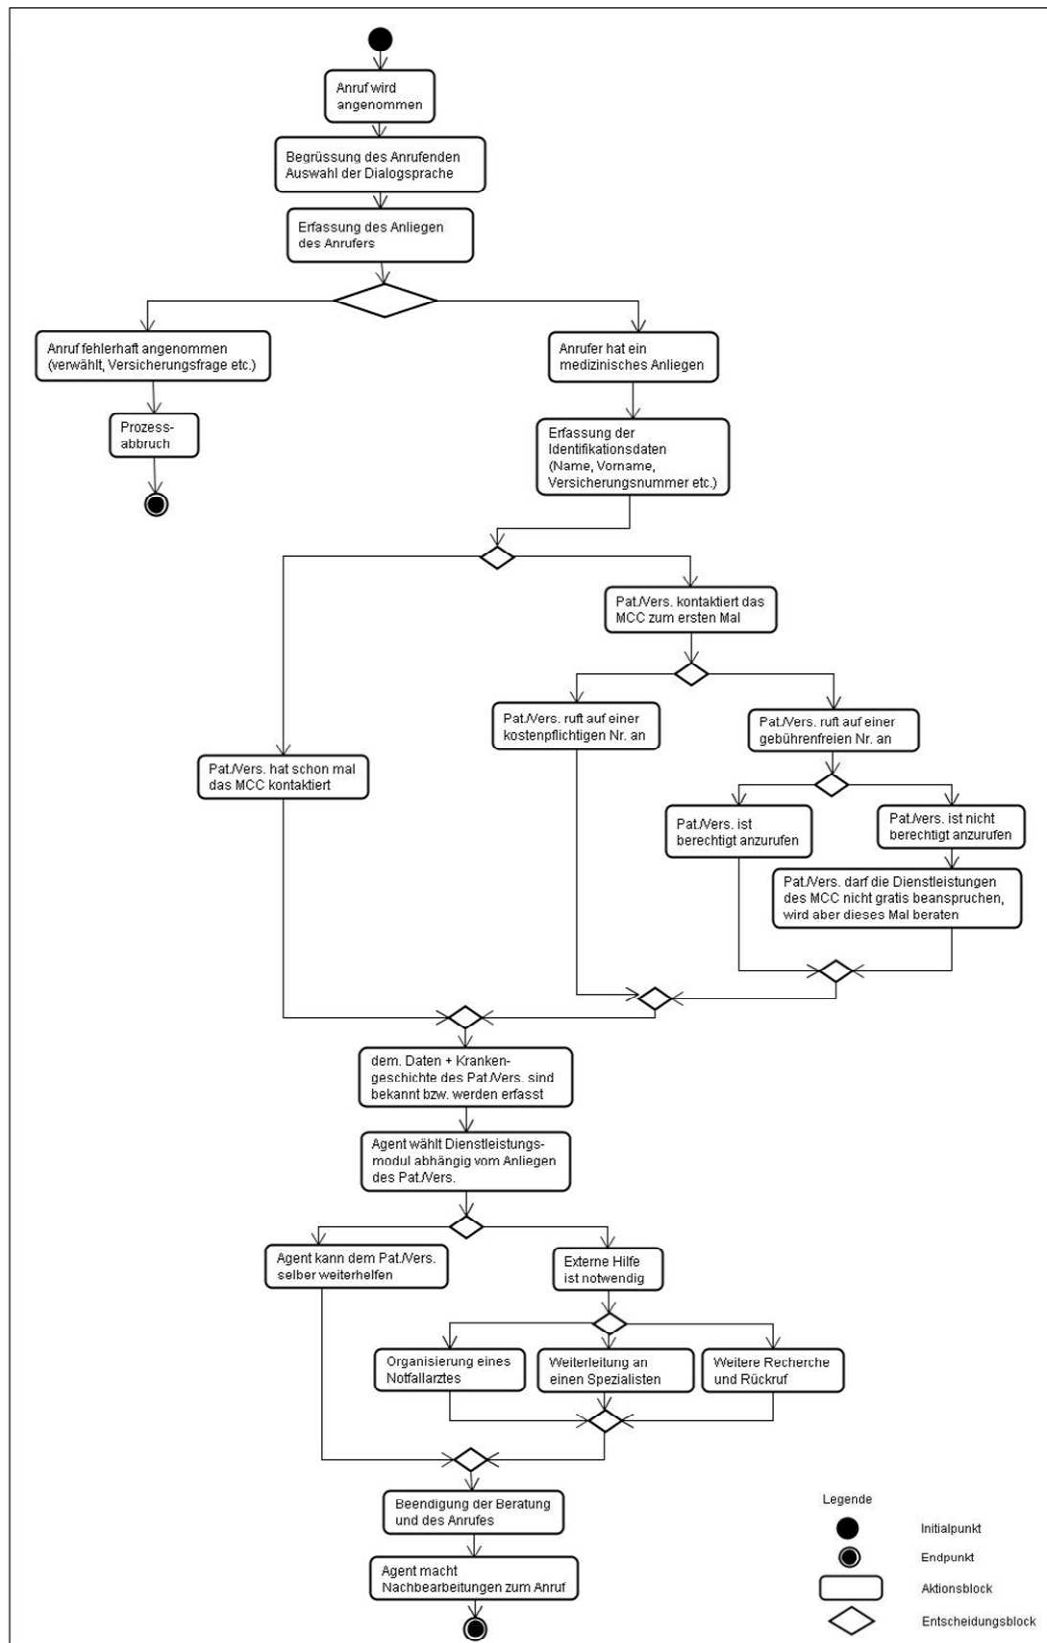 Anruf wird
angenommen
Begrüssung des Anrufenden
Auswahl der Dialogsprache
Erfassung des Anliegen
des Anrufers
Anruf fehlerhaft angenommen
(verwählt, Versicherungsfrage etc.)
Prozess-
abbruch
Anrufer hat ein
medizinisches Anliegen
Erfassung der
Identifikationsdaten
(Name, Vorname,
Versicherungsnummer etc.)
Pat./Vers. kontaktiert das
MCC zum ersten Mal
Pat./Vers. ruft auf einer
kostenpflichtigen Nr. an
Pat./Vers. ruft auf einer
gebührenfreien Nr. an
Pat./Vers. hat schon mal
das MCC kontaktiert
Pat./Vers. ist
berechtigt anzurufen
Pat./vers. ist nicht
berechtigt anzurufen
Pat./Vers. darf die Dienstleistungen
des MCC nicht gratis beanspruchen,
wird aber dieses Mal beraten
dem. Daten + Kranken-
geschichte des Pat./Vers. sind
bekannt bzw. werden erfasst
Agent wählt Dienstleistungs-
modul abhängig vom Anliegen
des Pat./Vers.
Agent kann dem Pat./Vers.
selber weiterhelfen
Externe Hilfe
ist notwendig
Organisierung eines
Notfallarztes
Weiterleitung an
einen Spezialisten
Weitere Recherche
und Rückruf
Beendigung der Beratung
und des Anrufes
Agent macht
Nachbearbeitungen zum Anruf
Legende
Initialpunkt
Endpunkt
Aktionsblock
Entscheidungsblock